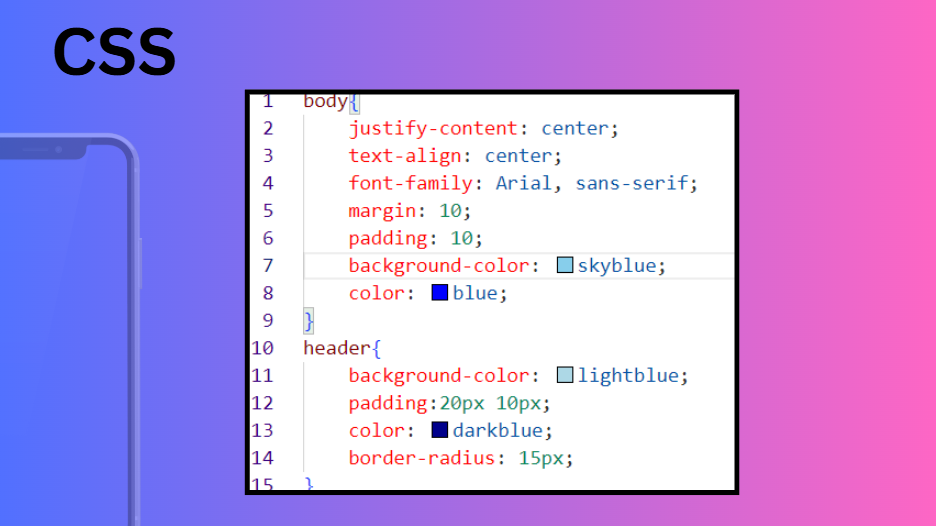 CSS
1 body{
2 justify-content: center;
3 text-align: center;
4 font-family: Arial, sans-serif;
5 margin: 10;
6 padding: 10;
7 background-color: skyblue;
8 color: blue;
9 }
10 header{
11 background-color: lightblue;
12 padding:20px 10px;
13 color: darkblue;
14 border-radius: 15px;
15 }